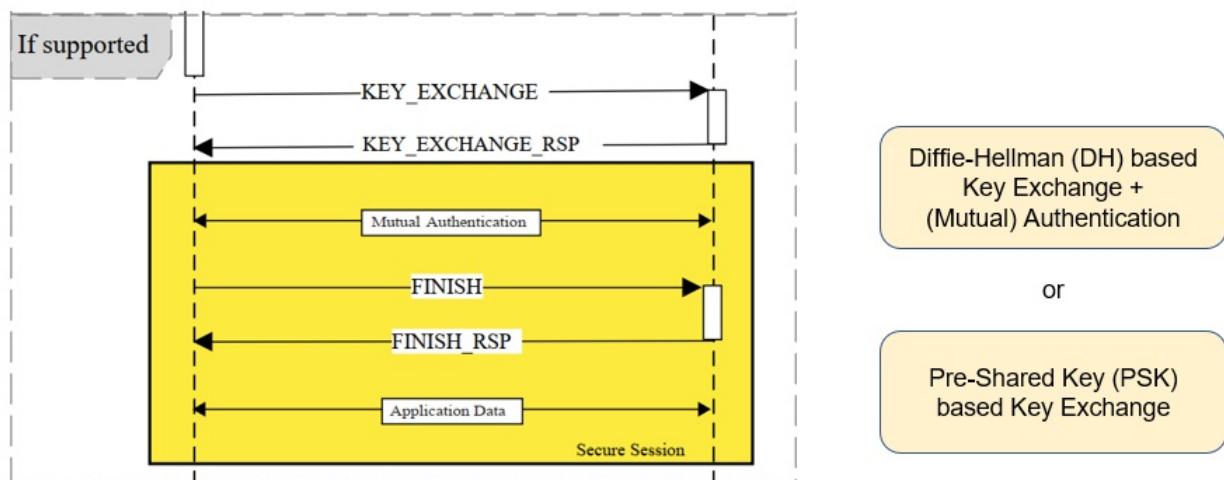 If supported
KEY_EXCHANGE
KEY_EXCHANGE_RSP
Mutual Authentication
FINISH
FINISH_RSP
Application Data
Secure Session
Diffie-Hellman (DH) based
Key Exchange +
(Mutual) Authentication
or
Pre-Shared Key (PSK)
based Key Exchange